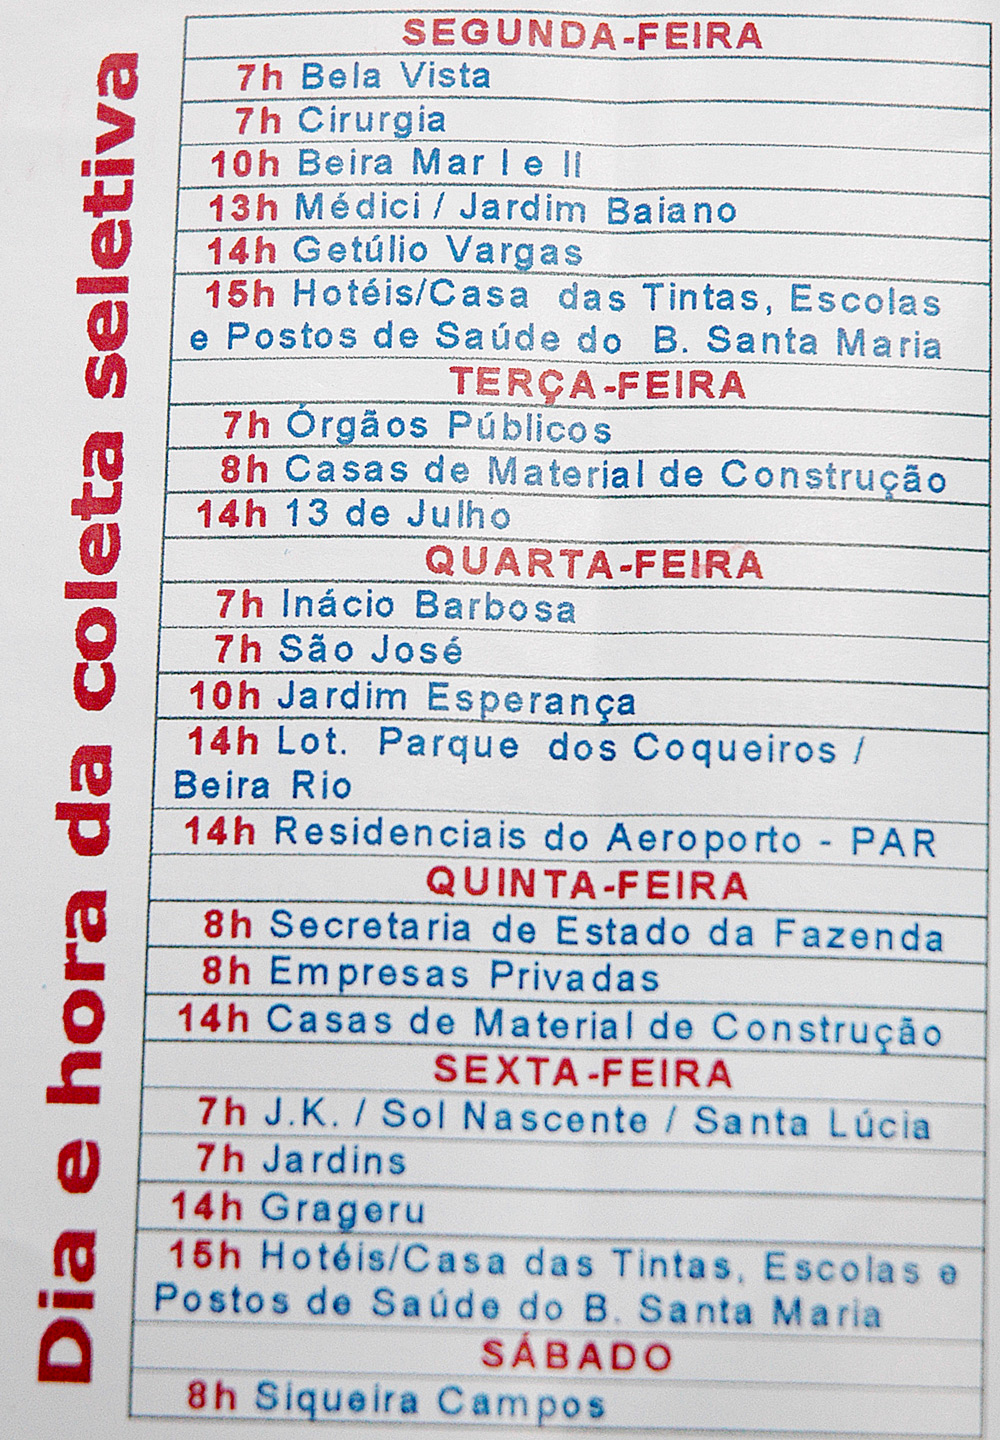 Dia e hora da coleta seletiva
SEGUNDA-FEIRA
7h Bela Vista
7h Cirurgia
10h Beira Mar I e II
13h Médici / Jardim Baiano
14h Getúlio Vargas
15h Hotéis/Casa das Tintas, Escolas
e Postos de Saúde do B. Santa Maria
TERÇA-FEIRA
7h Órgãos Públicos
8h Casas de Material de Construção
14h 13 de Julho
QUARTA-FEIRA
7h Inácio Barbosa
7h São José
10h Jardim Esperança
14h Lot. Parque dos Coqueiros /
Beira Rio
14h Residenciais do Aeroporto - PAR
QUINTA-FEIRA
8h Secretaria de Estado da Fazenda
8h Empresas Privadas
14h Casas de Material de Construção
SEXTA-FEIRA
7h J.K. / Sol Nascente / Santa Lúcia
7h Jardins
14h Grageru
15h Hotéis/Casa das Tintas, Escolas e
Postos de Saúde do B. Santa Maria
SÁBADO
8h Siqueira Campos